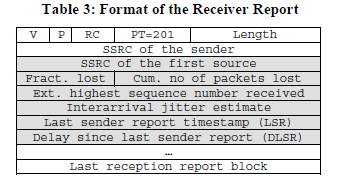 Table 3: Format of the Receiver Report
V P RC PT=201 Length
SSRC of the sender
SSRC of the first source
Fract. lost Cum. no of packets lost
Ext. highest sequence number received
Interarrival jitter estimate
Last sender report timestamp (LSR)
Delay since last sender report (DLSR)
…
Last reception report block